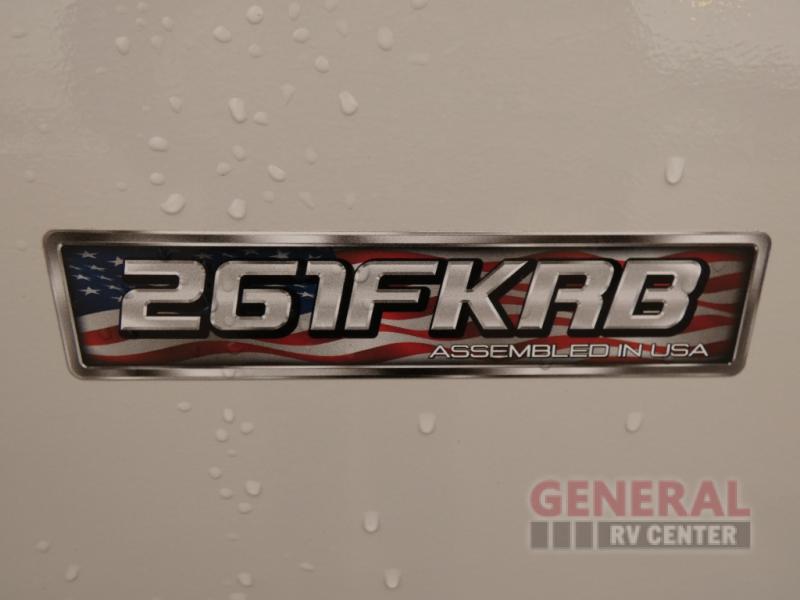 261FKRB
ASSEMBLED IN USA
GENERAL
RV CENTER